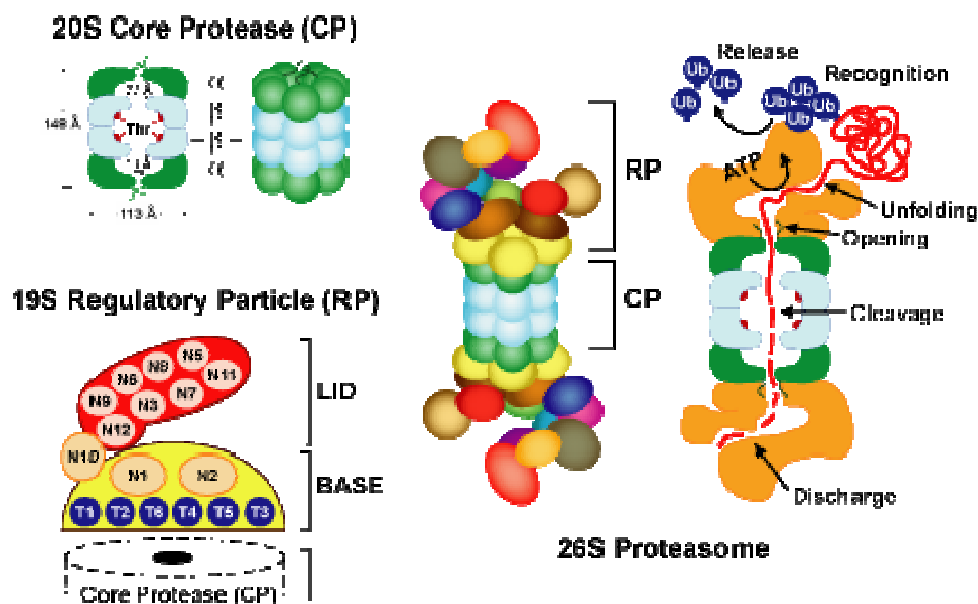 20S Core Protease (CP)
148 Å
Thr
113 Å
19S Regulatory Particle (RP)
N5
N8
N11
N6
N7
N9
N3
N12
LID
N10
N1
N2
BASE
T1 T2 T6 T4 T5 T3
Core Protease (CP)
RP
CP
26S Proteasome
Release
Ub
Ub
Ub
Recognition
Ub
Ub
Ub
Ub
ATP
Unfolding
Opening
Cleavage
Discharge